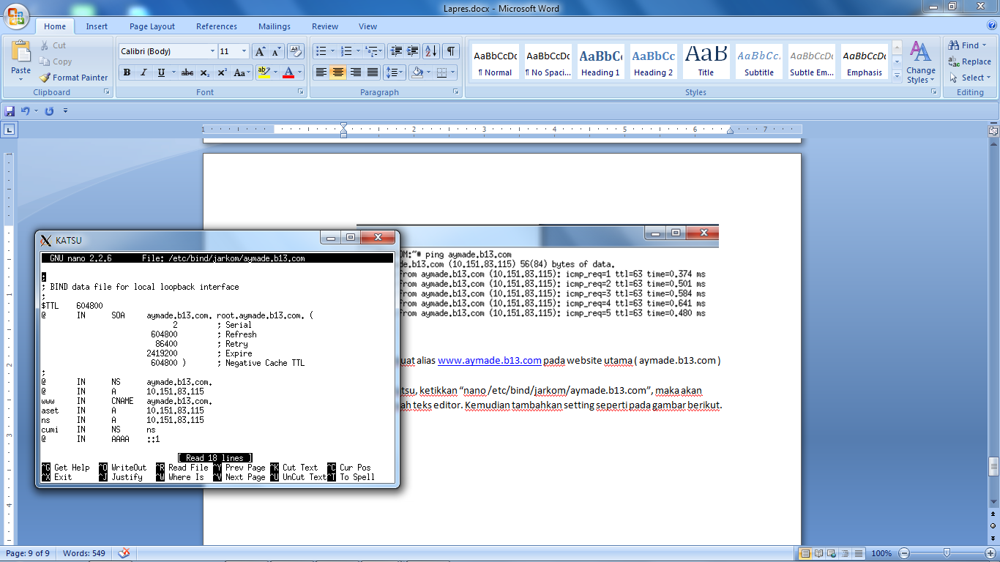 Lapres.docx - Microsoft Word
Home Insert Page Layout References Mailings Review View
Paste
Cut
Copy
Format Painter
Clipboard
Calibri (Body) 11
Font
Paragraph
AaBbCcDc AaBbCcDc AaBbCc AaBbCc AaB AaBbCc. AaBbCcDc AaBbCcDc
¶ Normal ¶ No Spaci... Heading 1 Heading 2 Title Subtitle Subtle Em... Emphasis
Change Styles
Styles
Find
Replace
Select
Editing
1 2 3 4 5 6 7
OM:~# ping aymade.b13.com
de.b13.com (10.151.83.115) 56(84) bytes of data.
from aymade.b13.com (10.151.83.115): icmp_req=1 ttl=63 time=0.374 ms
from aymade.b13.com (10.151.83.115): icmp_req=2 ttl=63 time=0.501 ms
from aymade.b13.com (10.151.83.115): icmp_req=3 ttl=63 time=0.584 ms
from aymade.b13.com (10.151.83.115): icmp_req=4 ttl=63 time=0.641 ms
from aymade.b13.com (10.151.83.115): icmp_req=5 ttl=63 time=0.480 ms
uat alias www.aymade.b13.com pada website utama ( aymade.b13.com )
tsu, ketikkan “nano /etc/bind/jarkom/aymade.b13.com”, maka akan
ah teks editor. Kemudian tambahkan setting seperti pada gambar berikut.
KATSU
GNU nano 2.2.6 File: /etc/bind/jarkom/aymade.b13.com
;
; BIND data file for local loopback interface
;
$TTL 604800
@ IN SOA aymade.b13.com. root.aymade.b13.com. (
2 ; Serial
604800 ; Refresh
86400 ; Retry
2419200 ; Expire
604800 ) ; Negative Cache TTL
;
@ IN NS aymade.b13.com.
@ IN A 10.151.83.115
www IN CNAME aymade.b13.com.
aset IN A 10.151.83.115
ns IN A 10.151.83.115
cumi IN NS ns
@ IN AAAA ::1
[ Read 18 lines ]
^G Get Help ^O WriteOut ^R Read File ^Y Prev Page ^K Cut Text ^C Cur Pos
^X Exit ^J Justify ^W Where Is ^V Next Page ^U UnCut Text ^T To Spell
Page: 9 of 9 Words: 549 100%